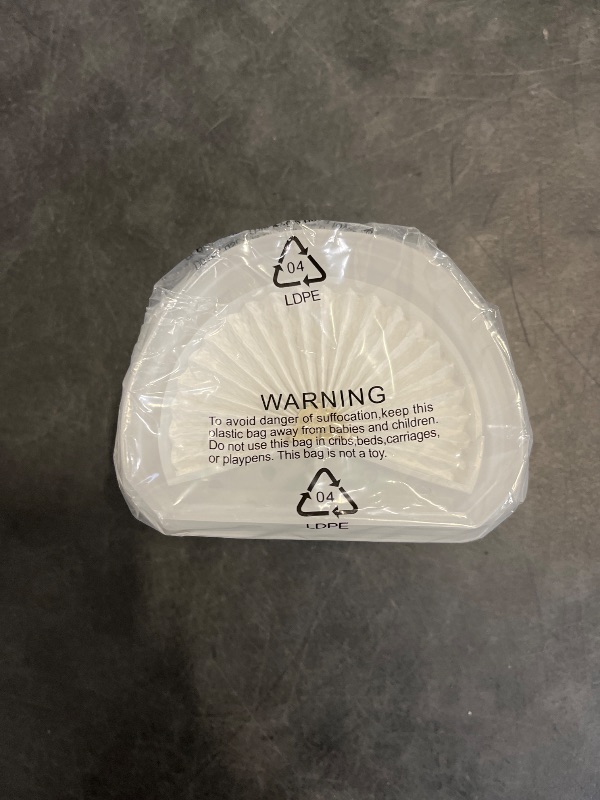 04
LDPE
WARNING
To avoid danger of suffocation,keep this
plastic bag away from babies and children.
Do not use this bag in cribs,beds,carriages,
or playpens. This bag is not a toy.
04
LDPE